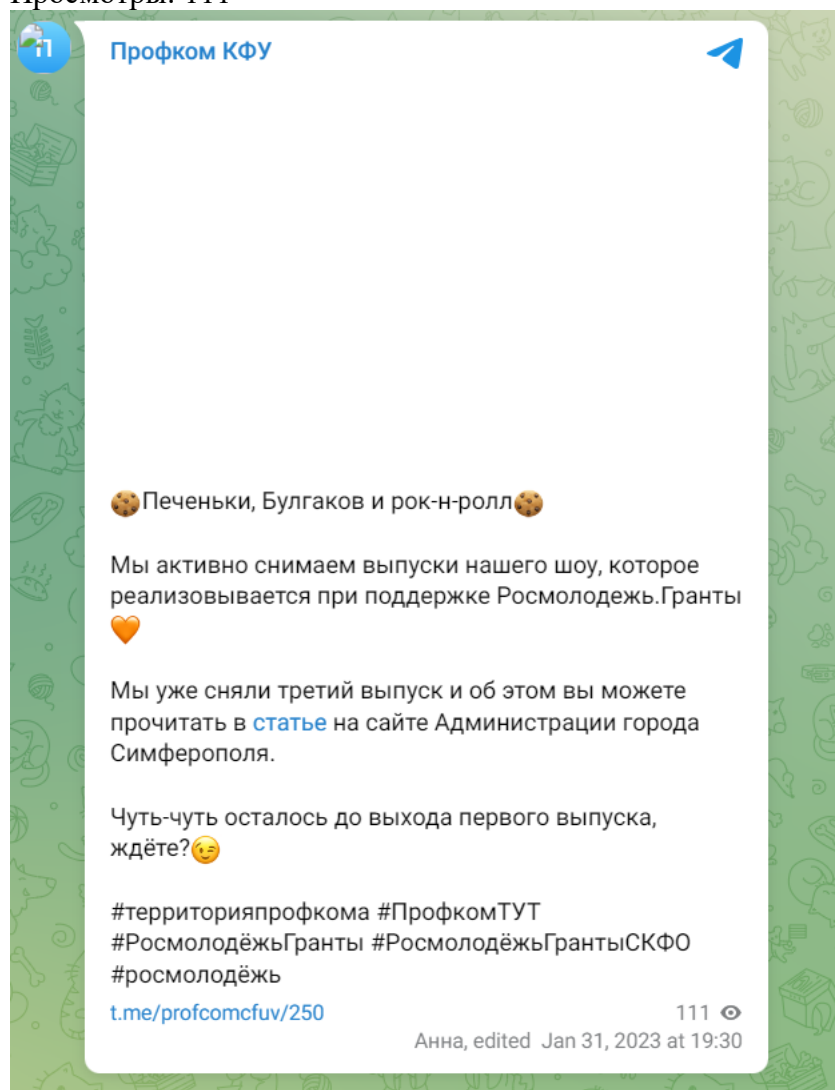 Просмотры: 111
Профком КФУ
🍪Печеньки, Булгаков и рок-н-ролл🍪
Мы активно снимаем выпуски нашего шоу, которое
реализовывается при поддержке Росмолодежь.Гранты
🧡
Мы уже сняли третий выпуск и об этом вы можете
прочитать в статье на сайте Администрации города
Симферополя.
Чуть-чуть осталось до выхода первого выпуска,
ждёте?😉
#территорияпрофкома #ПрофкомТУТ
#РосмолодёжьГранты #РосмолодёжьГрантыСКФО
#росмолодёжь
t.me/profcomcfuv/250 111
Анна, edited Jan 31, 2023 at 19:30